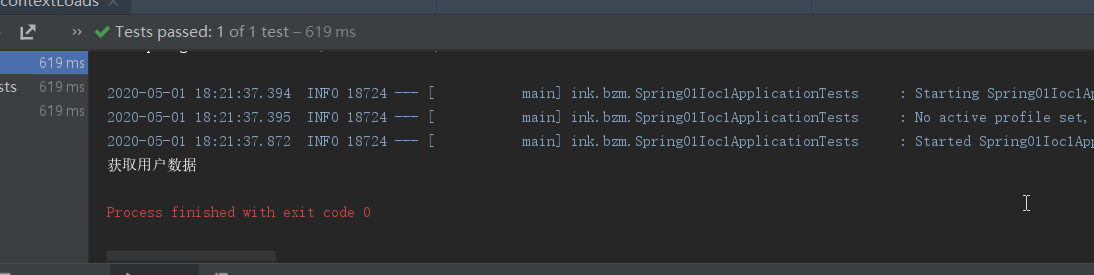 contextLoads
» Tests passed: 1 of 1 test – 619 ms
619 ms
sts 619 ms
619 ms
2020-05-01 18:21:37.394  INFO 18724 --- [           main] ink.bzm.Spring01Ioc1ApplicationTests     : Starting Spring01Ioc1Ap
2020-05-01 18:21:37.395  INFO 18724 --- [           main] ink.bzm.Spring01Ioc1ApplicationTests     : No active profile set,
2020-05-01 18:21:37.872  INFO 18724 --- [           main] ink.bzm.Spring01Ioc1ApplicationTests     : Started Spring01Ioc1App
获取用户数据
Process finished with exit code 0